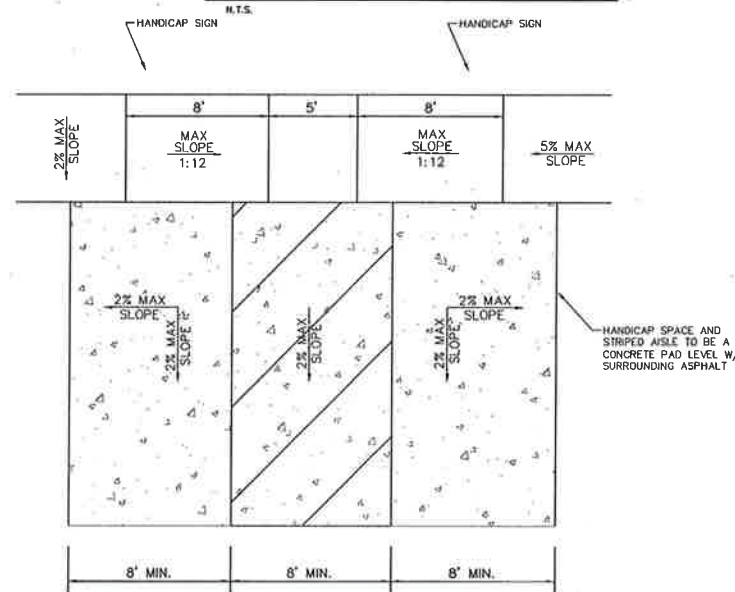 N.T.S.
HANDICAP SIGN
HANDICAP SIGN
8'
5'
8'
2% MAX
SLOPE
MAX
SLOPE
1:12
MAX
SLOPE
1:12
5% MAX
SLOPE
2% MAX
SLOPE
2% MAX
SLOPE
2% MAX
SLOPE
2% MAX
SLOPE
2% MAX
SLOPE
HANDICAP SPACE AND
STRIPED AISLE TO BE A
CONCRETE PAD LEVEL W/
SURROUNDING ASPHALT
8' MIN.
8' MIN.
8' MIN.